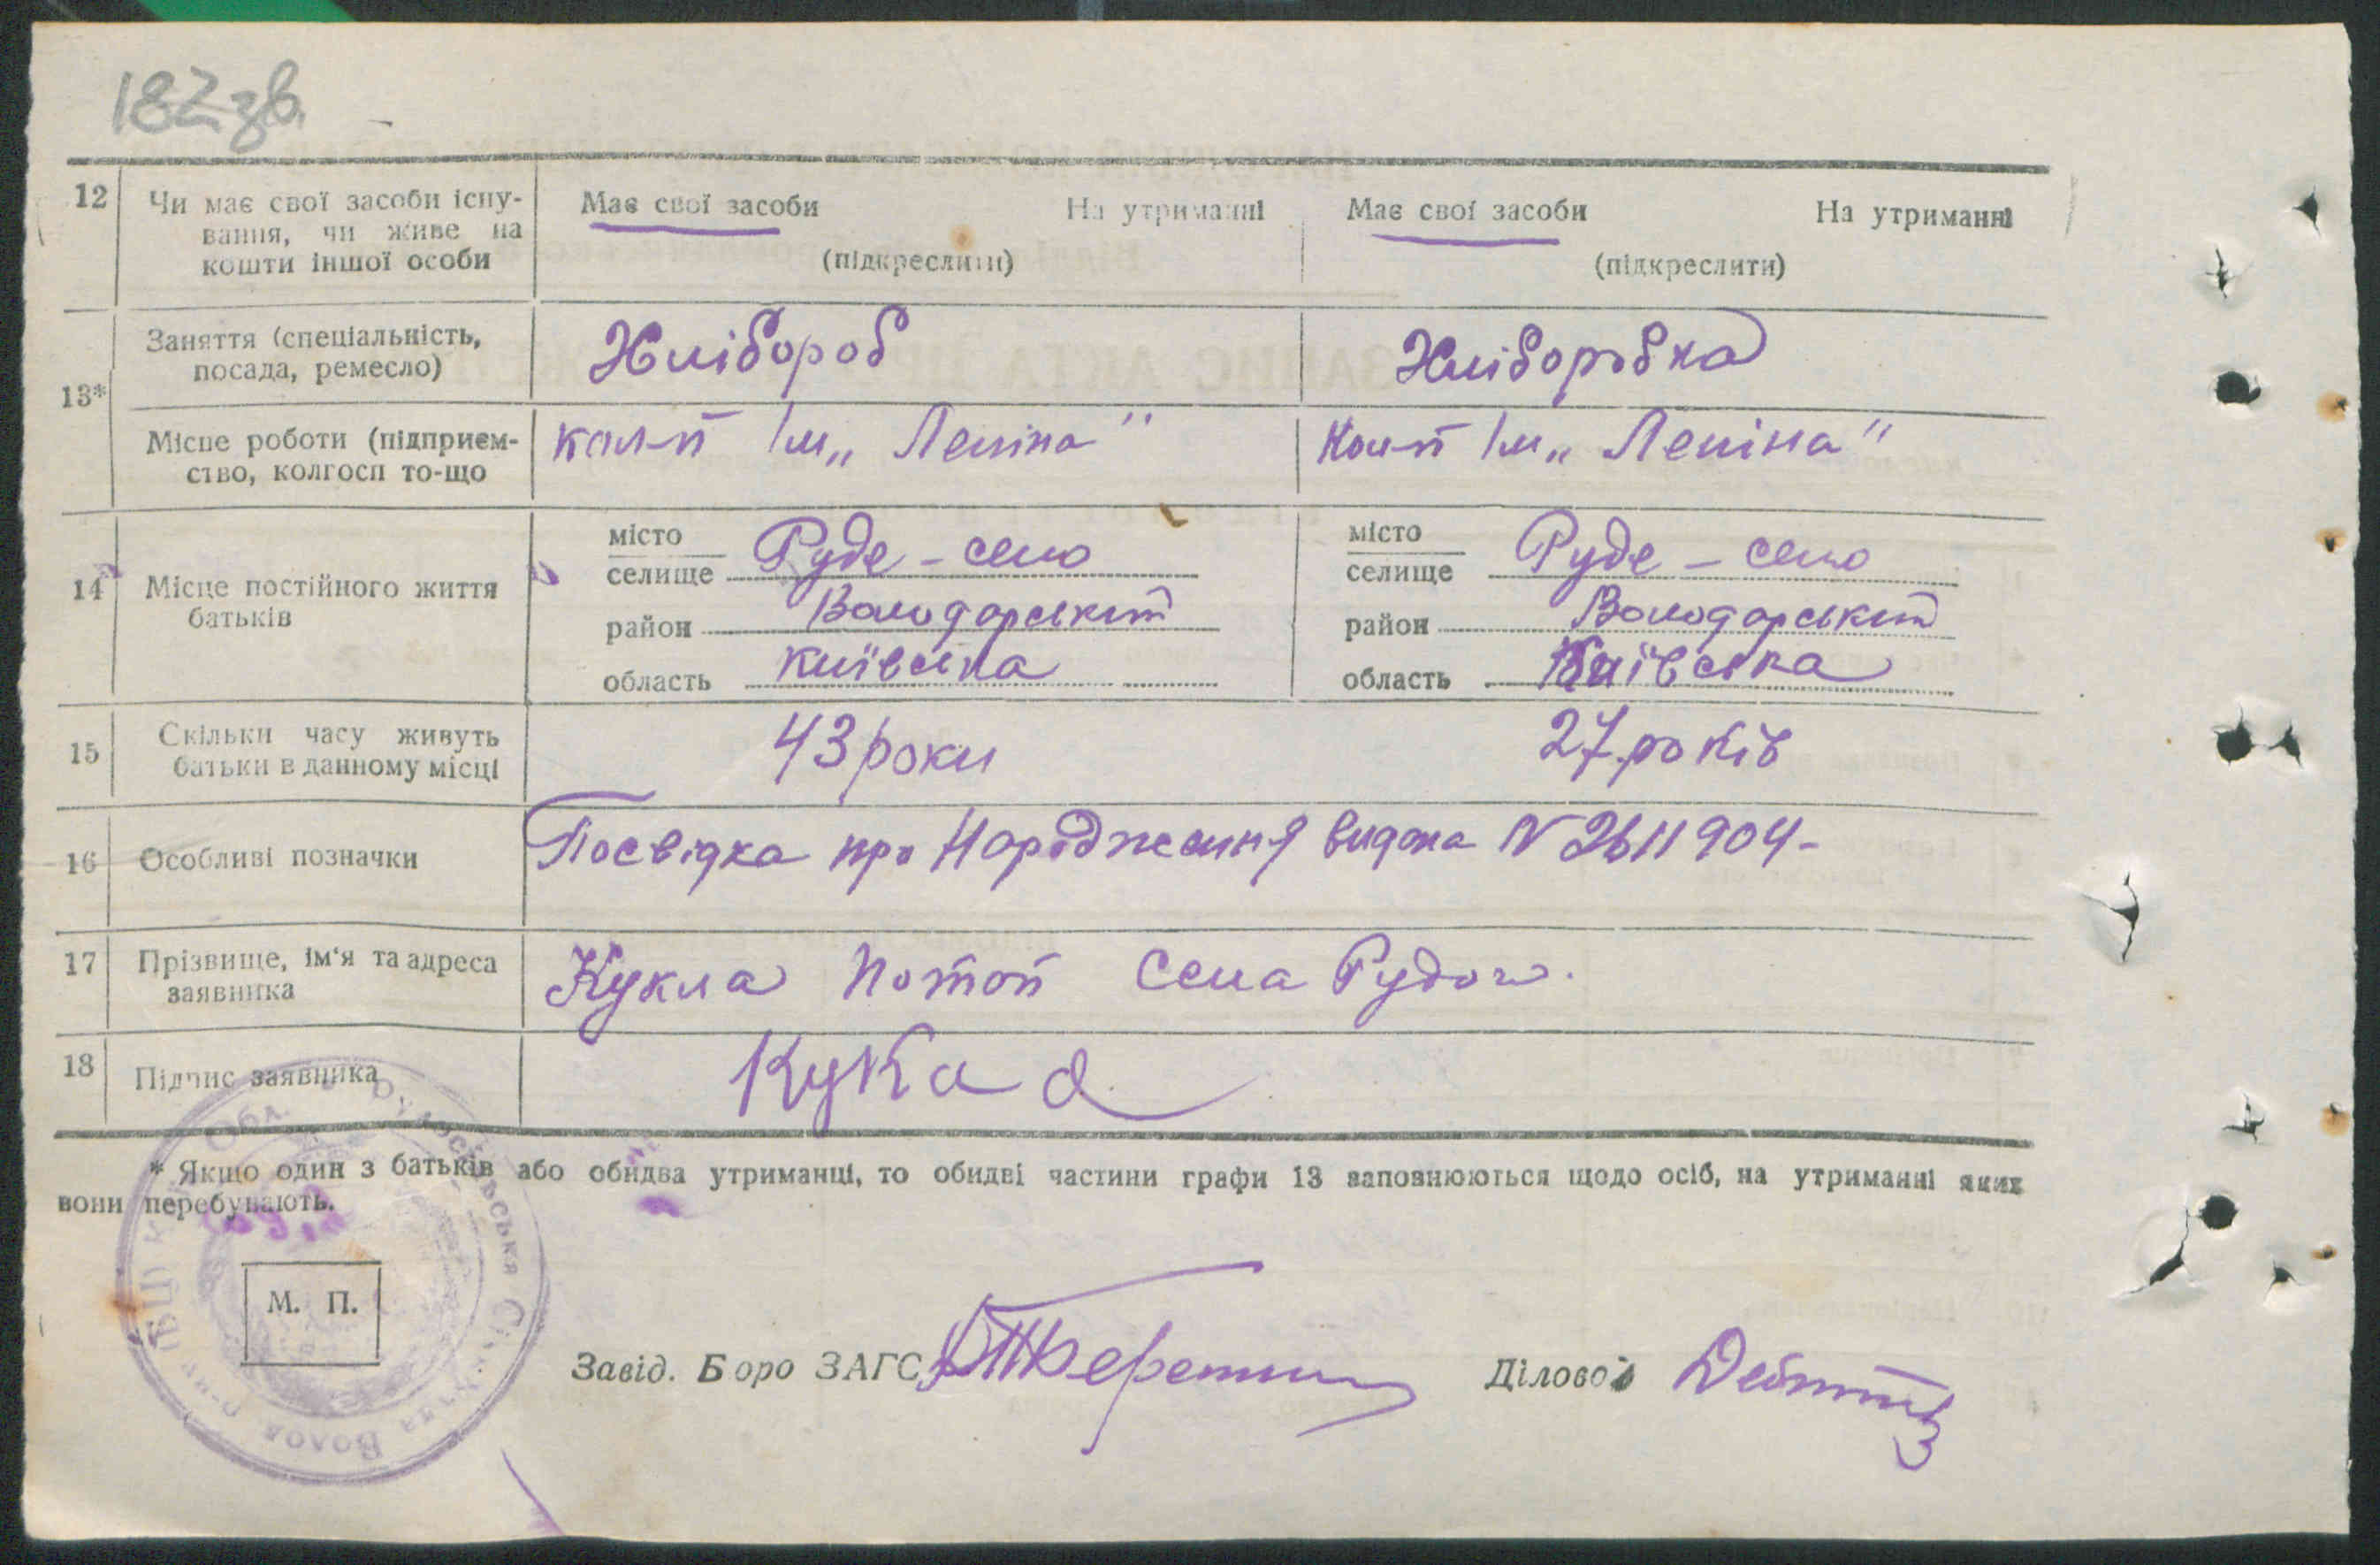 182 зв.
12 Чи має свої засоби існу- Має свої засоби На утриманні Має свої засоби На утриманні
вання, чи живе на
кошти іншої особи (підкреслити) (підкреслити)
13* Заняття (спеціальність, Хлібороб Хліборобка
посада, ремесло)
Місце роботи (підприєм- кол-п Ім „Леніна" Кол-п Ім „Леніна"
ство, колгосп то-що
14 Місце постійного життя місто місто
батьків селище Руде-село селище Руде-село
район Володарський район Володарський
область Київська область Київська
15 Скільки часу живуть 43 роки 27 років
батьки в данному місці
16 Особливі позначки Посвідка про Народження видана N 2611904-
17 Прізвище, ім'я та адреса Кукла Потап Села Рудого.
заявника
18 Підпис заявника Кукла
* Якщо один з батьків або обидва утриманці, то обидві частини графи 13 заповнюються щодо осіб, на утриманні яких
вони перебувають.
М. П.
Завід. Бюро ЗАГС Діловод